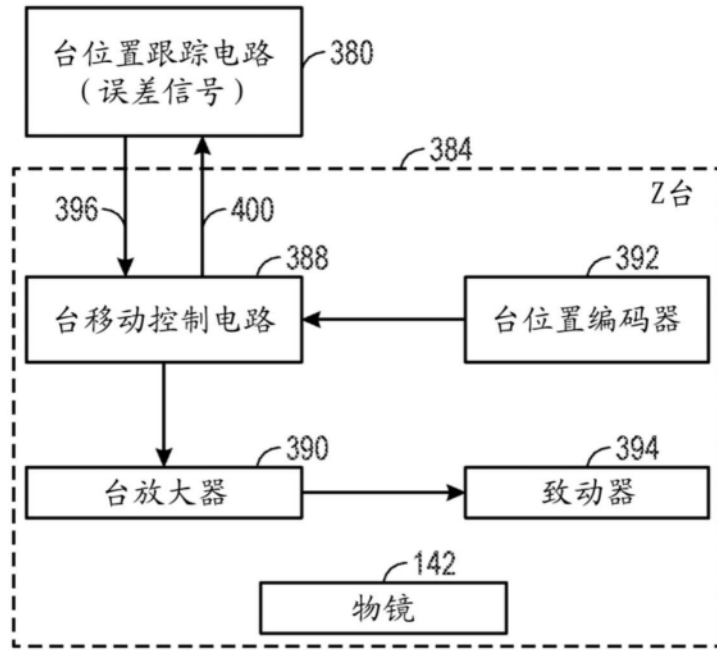 台位置跟踪电路
（误差信号）
380
384
Z台
396
400
388
392
台移动控制电路
台位置编码器
390
394
台放大器
致动器
142
物镜